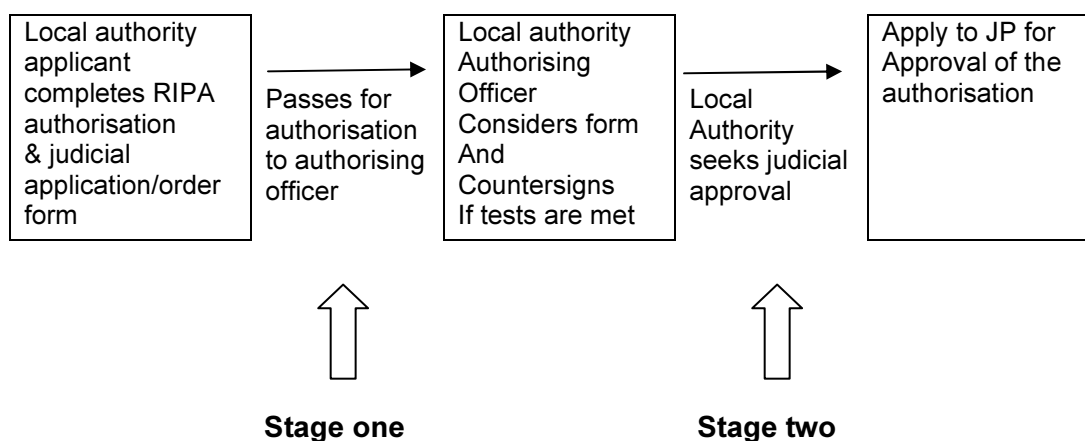 Local authority
applicant
completes RIPA
authorisation
& judicial
application/order
form
Passes for
authorisation
to authorising
officer
Local authority
Authorising
Officer
Considers form
And
Countersigns
If tests are met
Local
Authority
seeks judicial
approval
Apply to JP for
Approval of the
authorisation
Stage one
Stage two